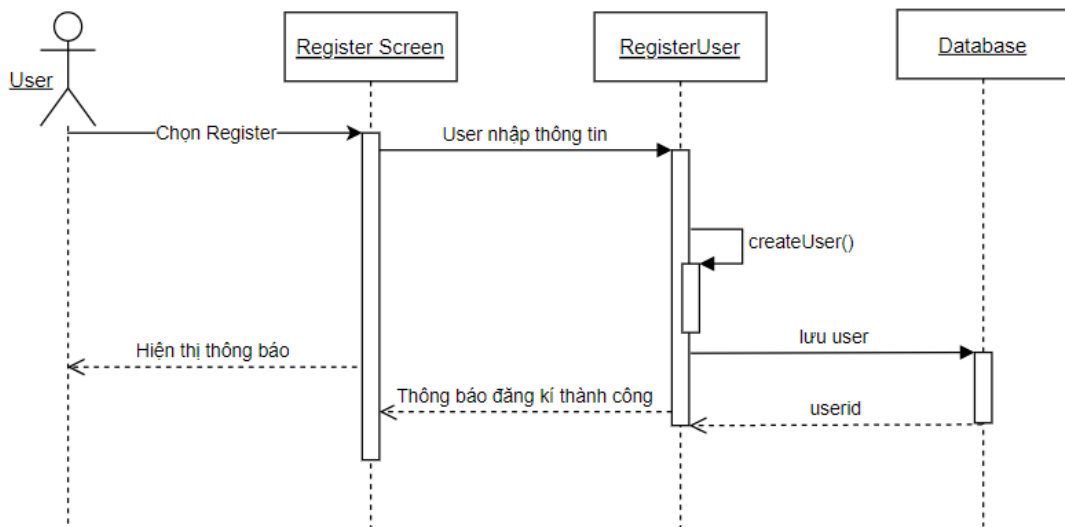 User
Register Screen
RegisterUser
Database
Chọn Register
User nhập thông tin
createUser()
lưu user
Hiện thị thông báo
Thông báo đăng kí thành công
userid